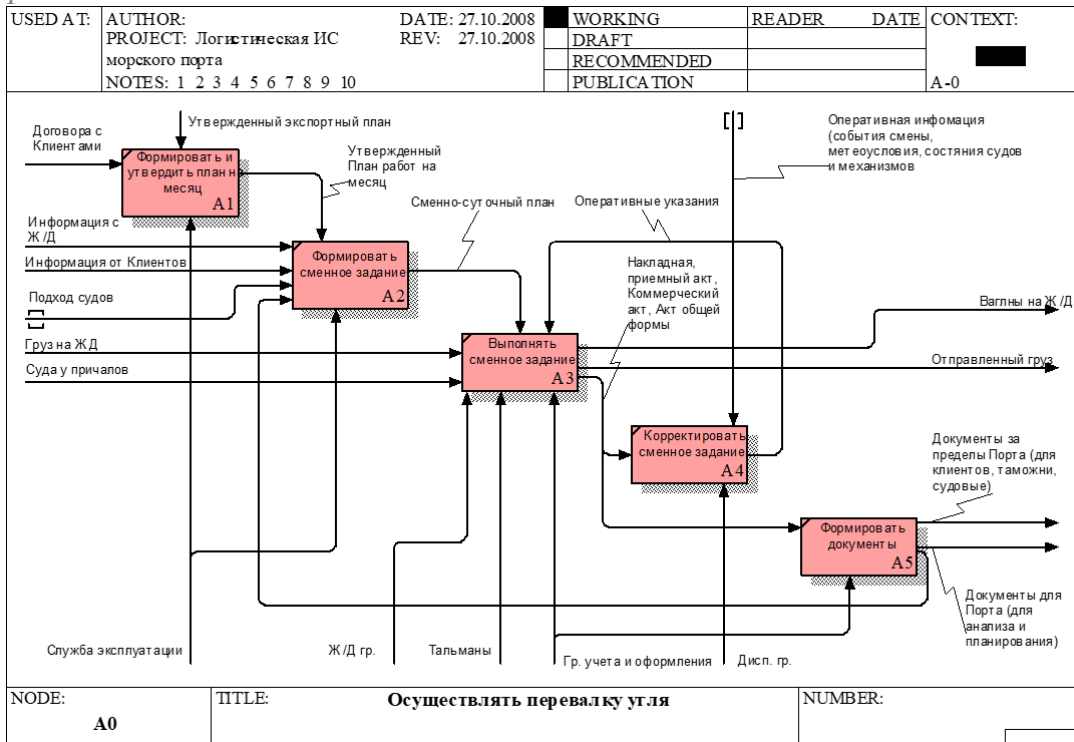 USED AT:
AUTHOR:
DATE: 27.10.2008
WORKING
READER
DATE
CONTEXT:
PROJECT: Логистическая ИС
REV: 27.10.2008
DRAFT
морского порта
RECOMMENDED
NOTES: 1 2 3 4 5 6 7 8 9 10
PUBLICATION
A-0
Утвержденный экспортный план
Договора с
Клиентами
Формировать и
утвердить план н
месяц
A1
Утвержденный
План работ на
месяц
Оперативная инфомация
(события смены,
метеоусловия, состяния судов
и механизмов
Сменно-суточный план
Оперативные указания
Информация с
Ж/Д
Информация от Клиентов
Подход судов
Формировать
сменное задание
A2
Накладная,
приемный акт,
Коммерческий
акт, Акт общей
формы
Ваглны на Ж/Д
Груз на ЖД
Суда у причалов
Выполнять
сменное задание
A3
Отправленный груз
Корректировать
сменное задание
A4
Документы за
пределы Порта (для
клиентов, таможни,
судовые)
Формировать
документы
A5
Документы для
Порта (для
анализа и
планирования)
Служба эксплуатации
Ж/Д гр.
Тальманы
Гр. учета и оформления
Дисп. гр.
NODE:
TITLE:
Осуществлять перевалку угля
NUMBER:
A0